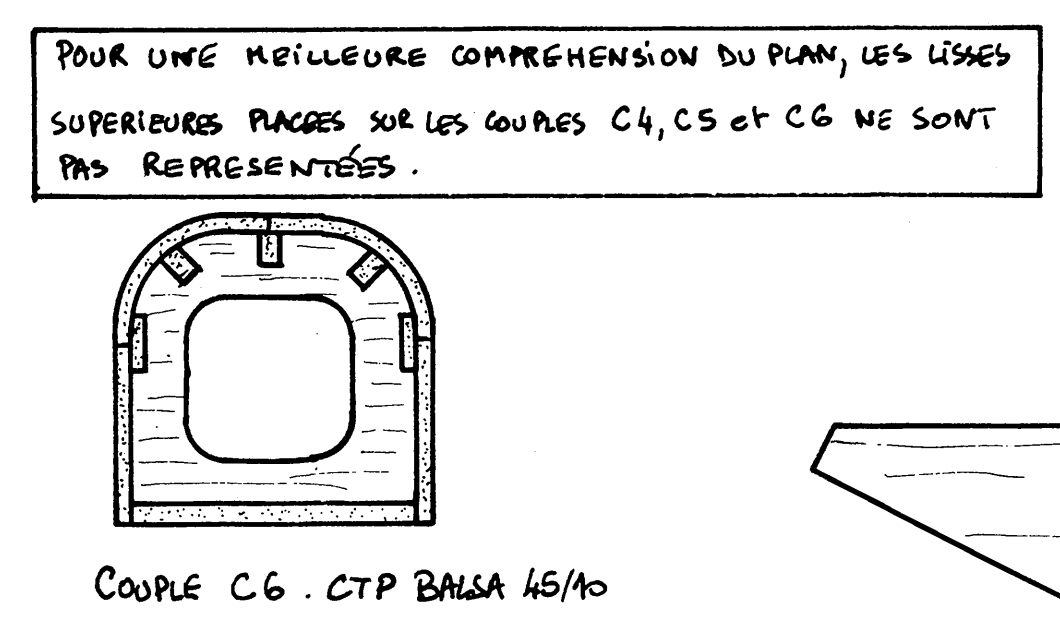 POUR UNE MEILLEURE COMPREHENSION DU PLAN, LES LISSES
SUPERIEURES PLACEES SUR LES COUPLES C4, C5 et C6 NE SONT
PAS REPRESENTÉES.
COUPLE C6. CTP BALSA 45/10